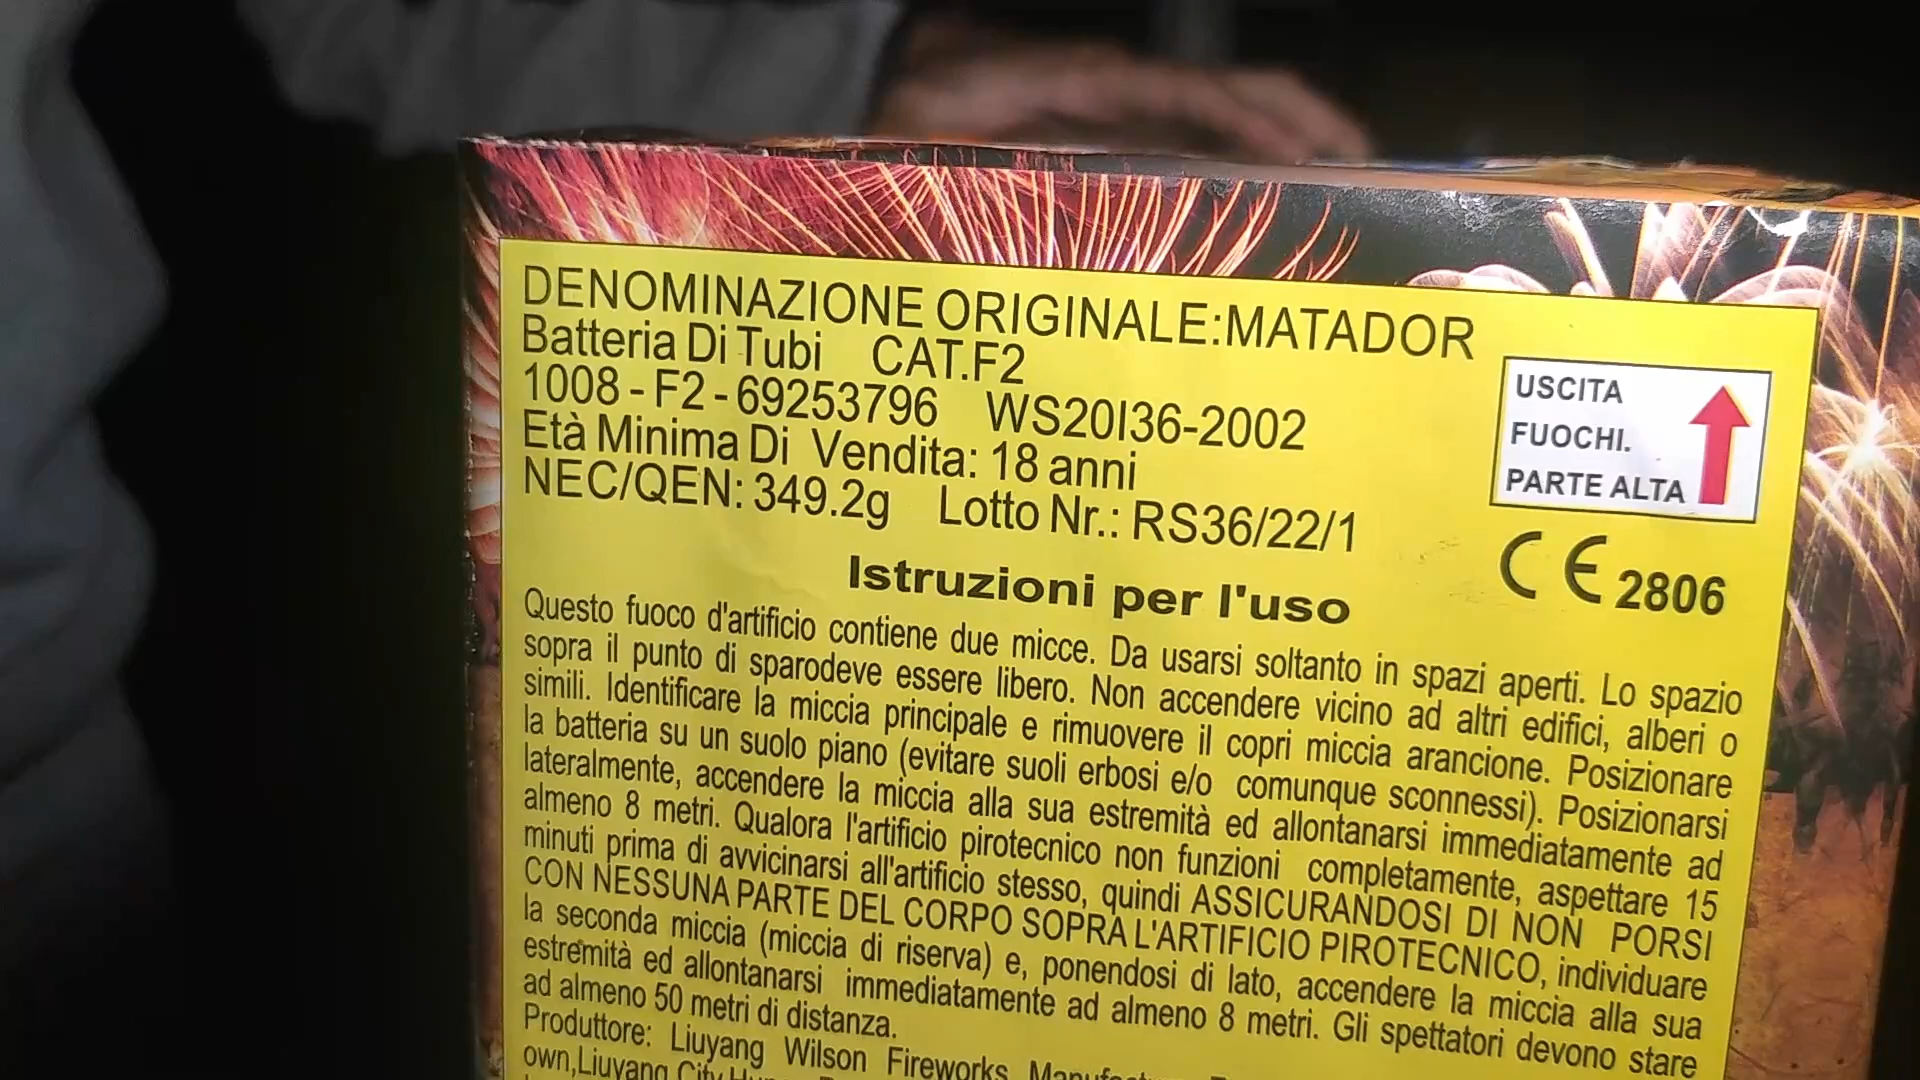 DENOMINAZIONE ORIGINALE:MATADOR
Batteria Di Tubi CAT.F2
1008 - F2 - 69253796 WS20I36-2002
Età Minima Di Vendita: 18 anni
NEC/QEN: 349.2g Lotto Nr.: RS36/22/1
USCITA
FUOCHI.
PARTE ALTA
CE 2806
Istruzioni per l'uso
Questo fuoco d'artificio contiene due micce. Da usarsi soltanto in spazi aperti. Lo spazio
sopra il punto di sparodeve essere libero. Non accendere vicino ad altri edifici, alberi o
simili. Identificare la miccia principale e rimuovere il copri miccia arancione. Posizionare
la batteria su un suolo piano (evitare suoli erbosi e/o comunque sconnessi). Posizionarsi
lateralmente, accendere la miccia alla sua estremità ed allontanarsi immediatamente ad
almeno 8 metri. Qualora l'artificio pirotecnico non funzioni completamente, aspettare 15
minuti prima di avvicinarsi all'artificio stesso, quindi ASSICURANDOSI DI NON PORSI
CON NESSUNA PARTE DEL CORPO SOPRA L'ARTIFICIO PIROTECNICO, individuare
la seconda miccia (miccia di riserva) e, ponendosi di lato, accendere la miccia alla sua
estremità ed allontanarsi immediatamente ad almeno 8 metri. Gli spettatori devono stare
ad almeno 50 metri di distanza.
Produttore: Liuyang Wilson Fireworks
own,Liuyang City